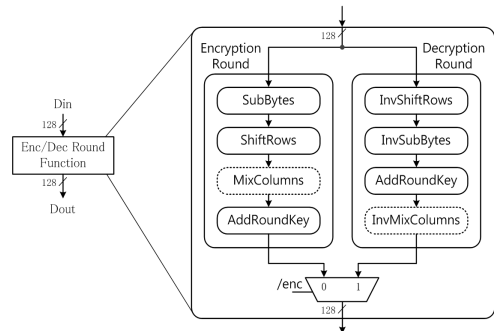 128
Encryption
Round
Decryption
Round
SubBytes
ShiftRows
MixColumns
AddRoundKey
InvShiftRows
InvSubBytes
AddRoundKey
InvMixColumns
Din
128
Enc/Dec Round
Function
128
Dout
/enc
0 1
128